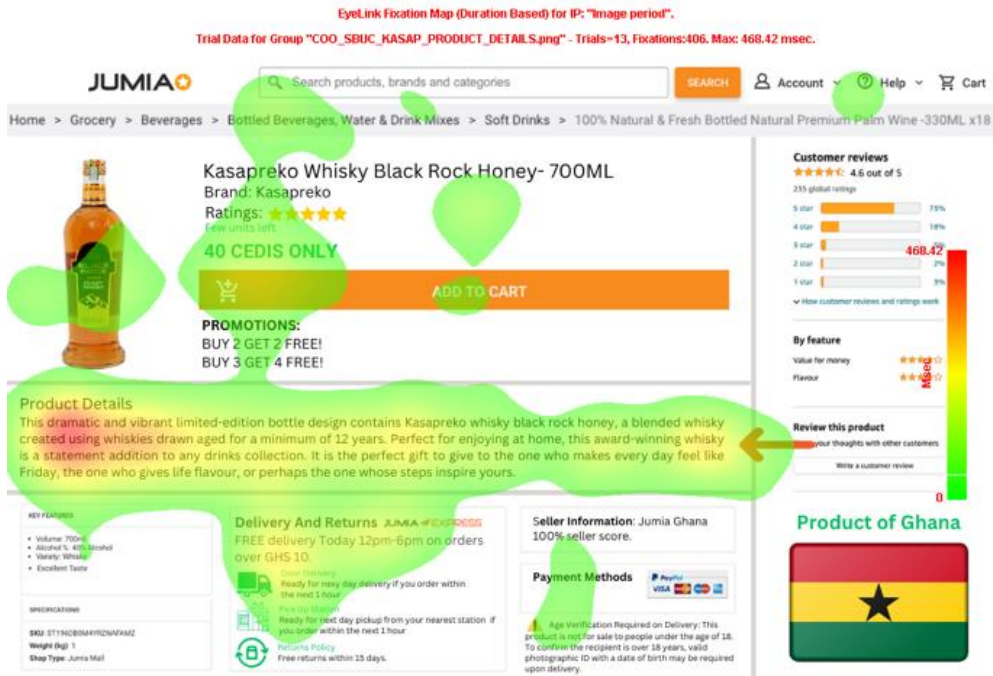 EyeLink Fixation Map (Duration Based) for IP: "Image period".
Trial Data for Group "COO_SBUC_KASAP_PRODUCT_DETAILS.png" - Trials=13, Fixations:406. Max: 468.42 msec.
JUMIA
Search products, brands and categories
SEARCH
Account
Help
Cart
Home > Grocery > Beverages > Bottled Beverages, Water & Drink Mixes > Soft Drinks > 100% Natural & Fresh Bottled Natural Premium Palm Wine -330ML x18
Kasapreko Whisky Black Rock Honey- 700ML
Brand: Kasapreko
Ratings:
Few units left
40 CEDIS ONLY
ADD TO CART
PROMOTIONS:
BUY 2 GET 2 FREE!
BUY 3 GET 4 FREE!
Customer reviews
4.6 out of 5
235 global ratings
5 star 73%
4 star 18%
3 star
2 star 2%
1 star 3%
How customer reviews and ratings work
By feature
Value for money
Flavour
Review this product
your thoughts with other customers
Write a customer review
468.42
Msec
0
Product Details
This dramatic and vibrant limited-edition bottle design contains Kasapreko whisky black rock honey, a blended whisky
created using whiskies drawn aged for a minimum of 12 years. Perfect for enjoying at home, this award-winning whisky
is a statement addition to any drinks collection. It is the perfect gift to give to the one who makes every day feel like
Friday, the one who gives life flavour, or perhaps the one whose steps inspire yours.
KEY FEATURES
• Volume: 700ml
• Alcohol %: 40% Alcohol
• Variety: Whisky
• Excellent Taste
SPECIFICATIONS
Weight (kg): 1
Shop Type: Jumia Mall
Delivery And Returns JUMIA EXPRESS
FREE delivery Today 12pm-6pm on orders
over GHS 10.
Door Delivery
Ready for nexy day delivery if you order within
the next 1 hour
Pick Up Station
Ready for next day pickup from your nearest station if
you order within the next 1 hour
Returns Policy
Free returns within 15 days.
Seller Information: Jumia Ghana
100% seller score.
Payment Methods
PayPal
VISA
Age Verification Required on Delivery: This
product is not for sale to people under the age of 18.
To confirm the recipient is over 18 years, valid
photographic ID with a date of birth may be required
upon delivery.
Product of Ghana